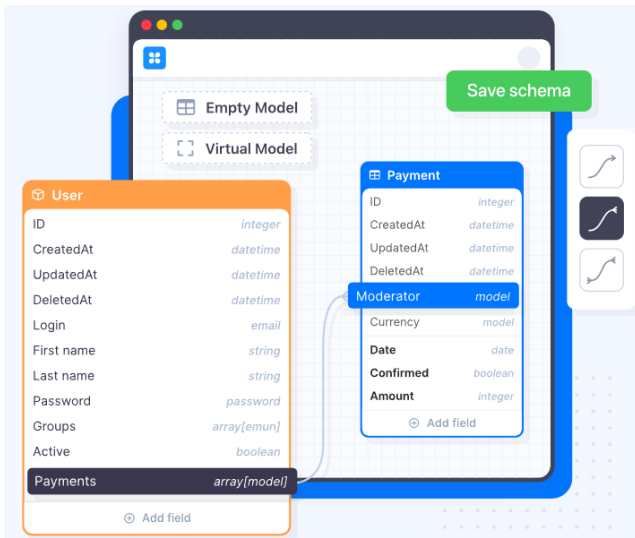 Save schema
Empty Model
Virtual Model
User
ID integer
CreatedAt datetime
UpdatedAt datetime
DeletedAt datetime
Login email
First name string
Last name string
Password password
Groups array[emun]
Active boolean
Payments array[model]
Add field
Payment
ID integer
CreatedAt datetime
UpdatedAt datetime
DeletedAt datetime
Moderator model
Currency model
Date date
Confirmed boolean
Amount integer
Add field